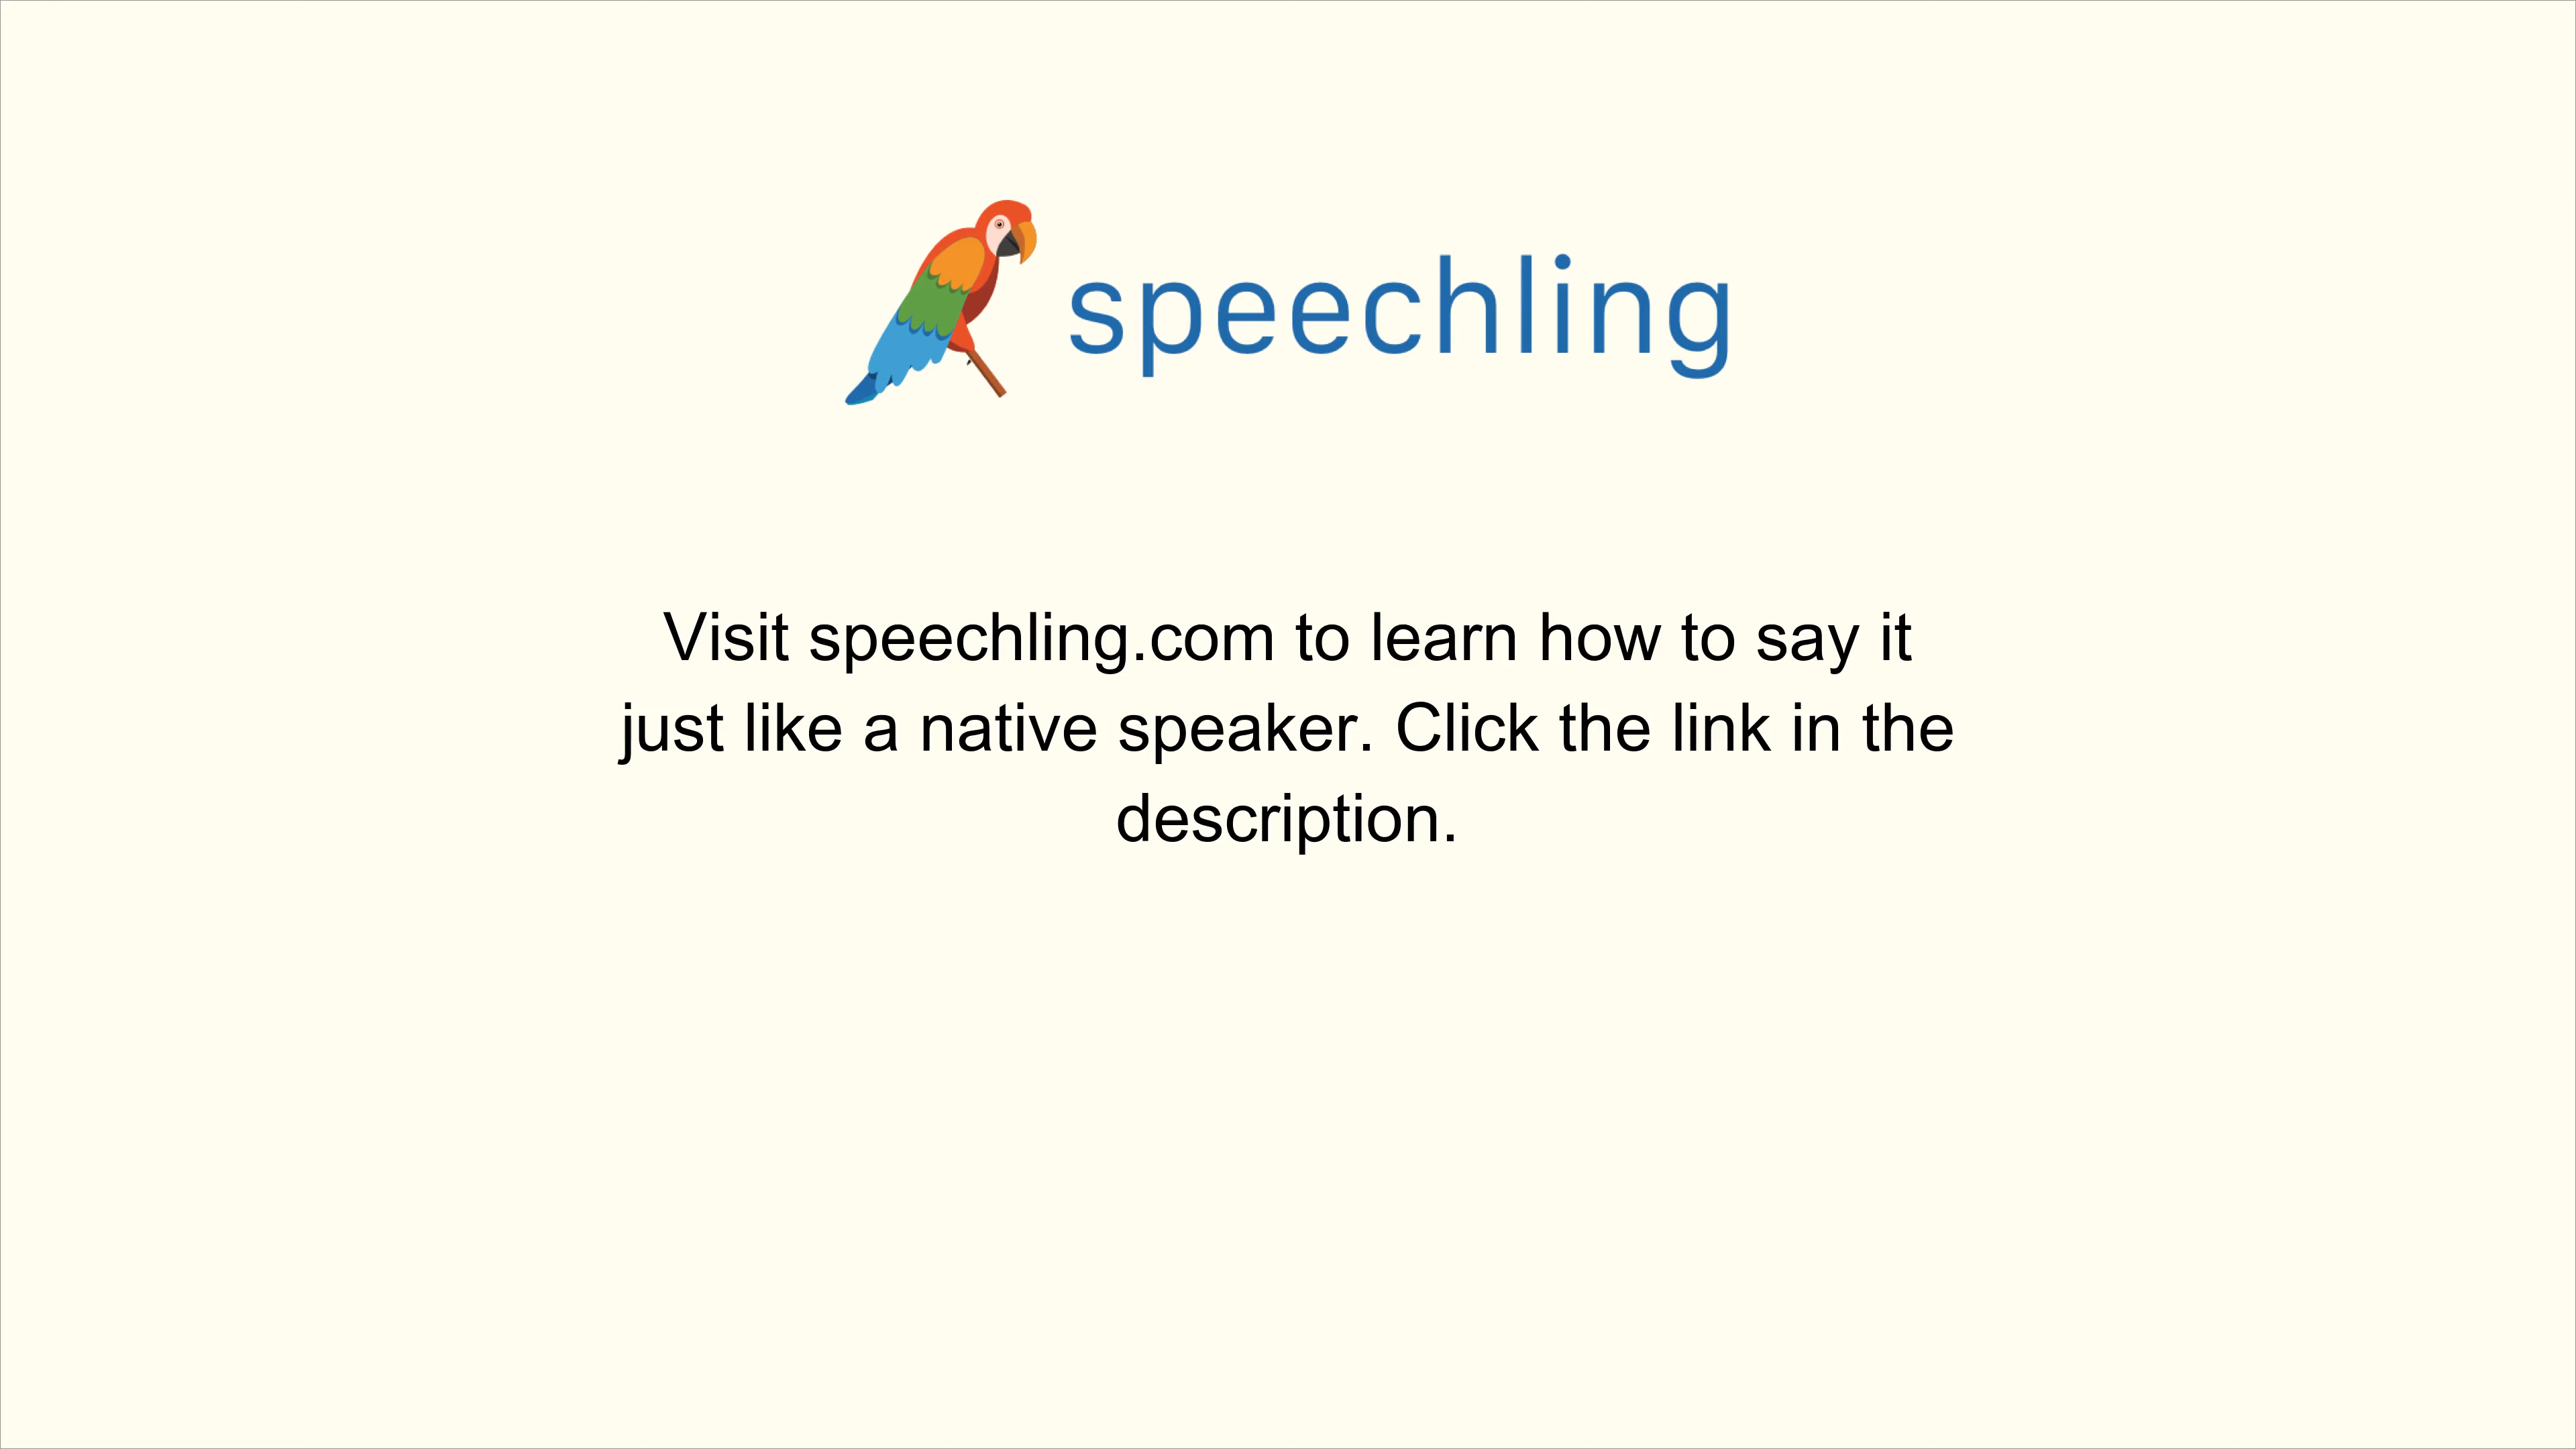 speechling
Visit speechling.com to learn how to say it
just like a native speaker. Click the link in the
description.